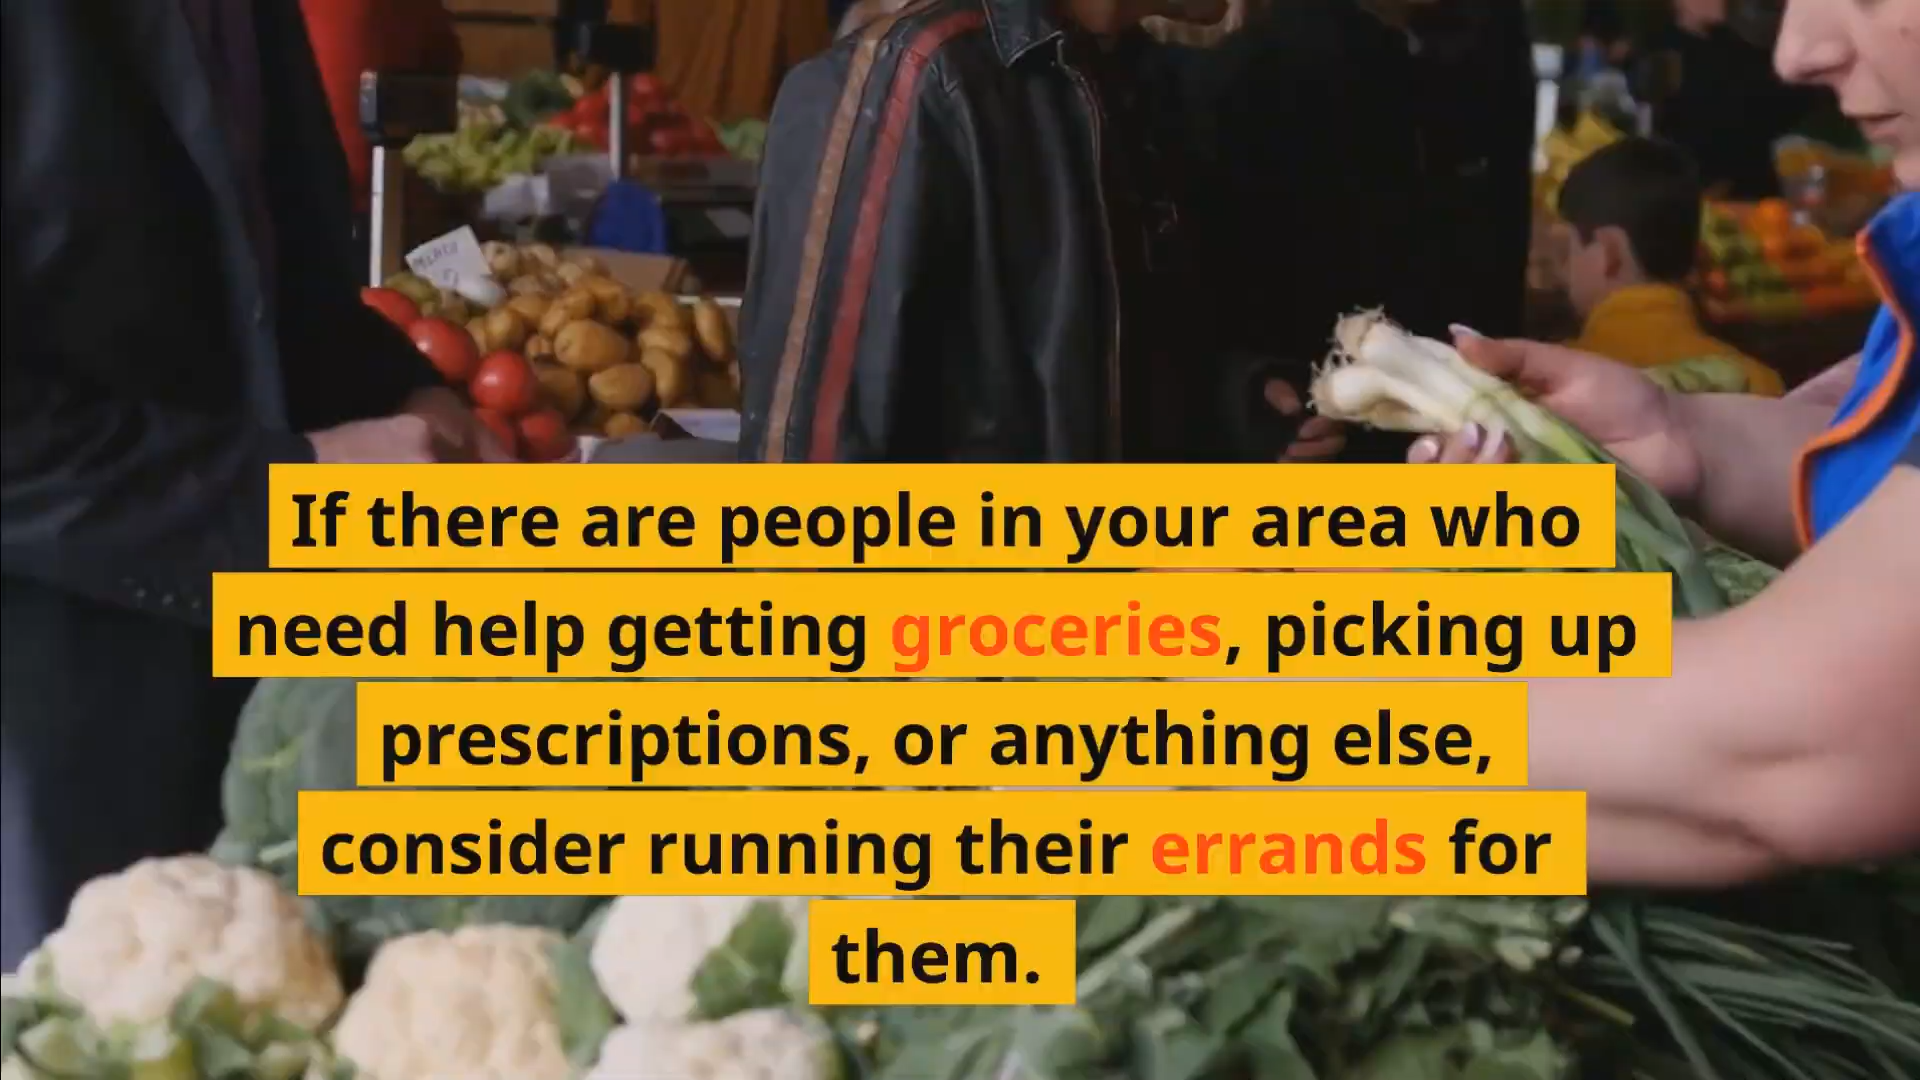 If there are people in your area who
need help getting groceries, picking up
prescriptions, or anything else,
consider running their errands for
them.